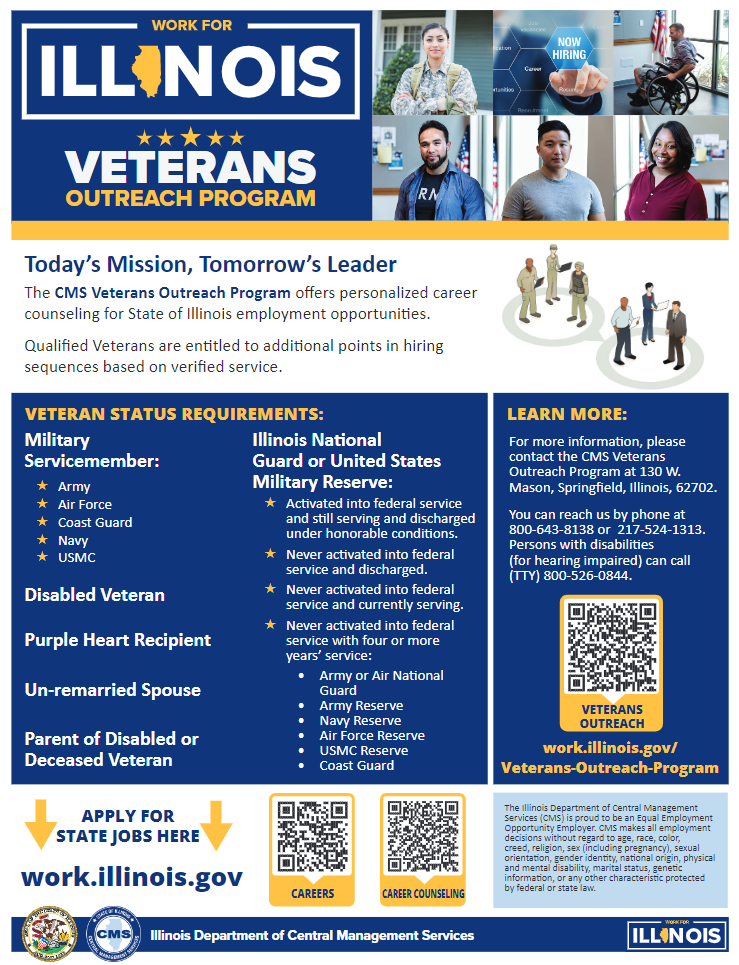 WORK FOR
ILLINOIS
VETERANS
OUTREACH PROGRAM
NOW
HIRING
Career
Today's Mission, Tomorrow's Leader
The CMS Veterans Outreach Program offers personalized career
counseling for State of Illinois employment opportunities.
Qualified Veterans are entitled to additional points in hiring
sequences based on verified service.
VETERAN STATUS REQUIREMENTS:
Military
Servicemember:
Army
Air Force
Coast Guard
Navy
USMC
Disabled Veteran
Purple Heart Recipient
Un-remarried Spouse
Parent of Disabled or
Deceased Veteran
Illinois National
Guard or United States
Military Reserve:
Activated into federal service
and still serving and discharged
under honorable conditions.
Never activated into federal
service and discharged.
Never activated into federal
service and currently serving.
Never activated into federal
service with four or more
years' service:
Army or Air National
Guard
Army Reserve
Navy Reserve
Air Force Reserve
USMC Reserve
Coast Guard
LEARN MORE:
For more information, please
contact the CMS Veterans
Outreach Program at 130 W.
Mason, Springfield, Illinois, 62702.
You can reach us by phone at
800-643-8138 or 217-524-1313.
Persons with disabilities
(for hearing impaired) can call
(TTY) 800-526-0844.
VETERANS
OUTREACH
work.illinois.gov/
Veterans-Outreach-Program
APPLY FOR
STATE JOBS HERE
work.illinois.gov
CAREERS
CAREER COUNSELING
The Illinois Department of Central Management
Services (CMS) is proud to be an Equal Employment
Opportunity Employer. CMS makes all employment
decisions without regard to age, race, color,
creed, religion, sex (including pregnancy), sexual
orientation, gender identity, national origin, physical
and mental disability, marital status, genetic
information, or any other characteristic protected
by federal or state law.
CMS
Illinois Department of Central Management Services
WORK FOR
ILLINOIS